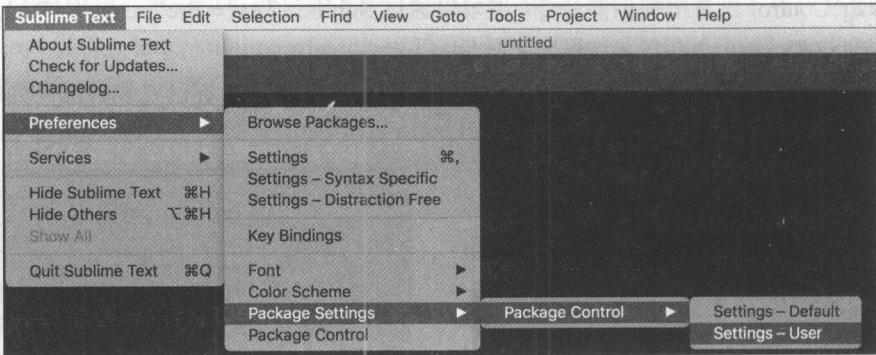 Sublime Text File Edit Selection Find View Goto Tools Project Window Help
untitled
About Sublime Text
Check for Updates...
Changelog...
Preferences ▶
Services ▶
Hide Sublime Text ⌘H
Hide Others ⌥⌘H
Show All
Quit Sublime Text ⌘Q
Browse Packages...
Settings ⌘,
Settings – Syntax Specific
Settings – Distraction Free
Key Bindings
Font ▶
Color Scheme ▶
Package Settings ▶
Package Control
Package Control ▶
Settings – Default
Settings – User